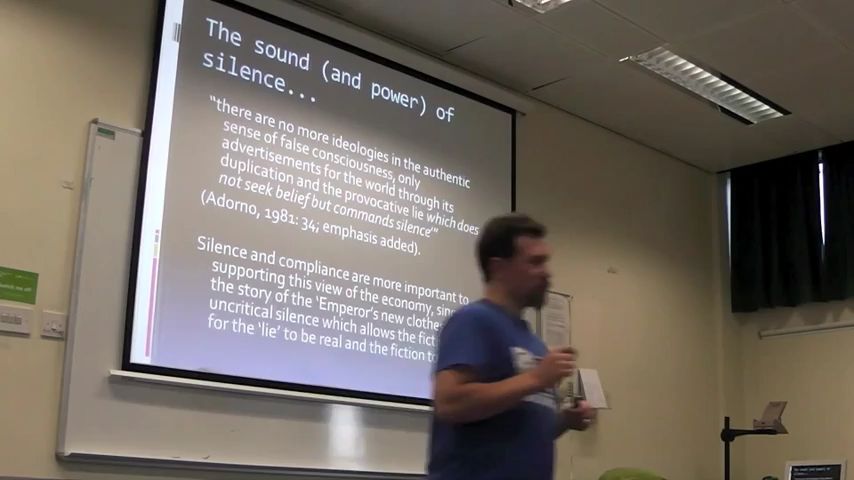 The sound (and power) of
silence...
"there are no more ideologies in the authentic
sense of false consciousness, only
advertisements for the world through its
duplication and the provocative lie which does
not seek belief but commands silence'"
(Adorno, 1981: 34; emphasis added).
Silence and compliance are more important to
supporting this view of the economy,
the story of the 'Emperor's new
uncritical silence which allows the
for the 'lie' to be real and the fiction